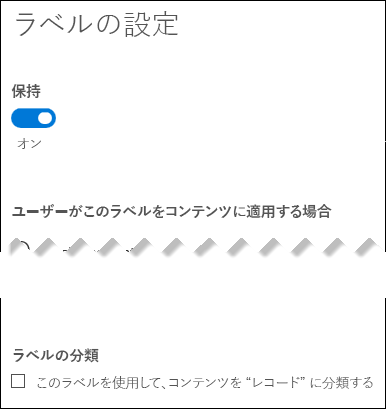 ラベルの設定
保持
オン
ユーザーがこのラベルをコンテンツに適用する場合
ラベルの分類
このラベルを使用して、コンテンツを “レコード” に分類する